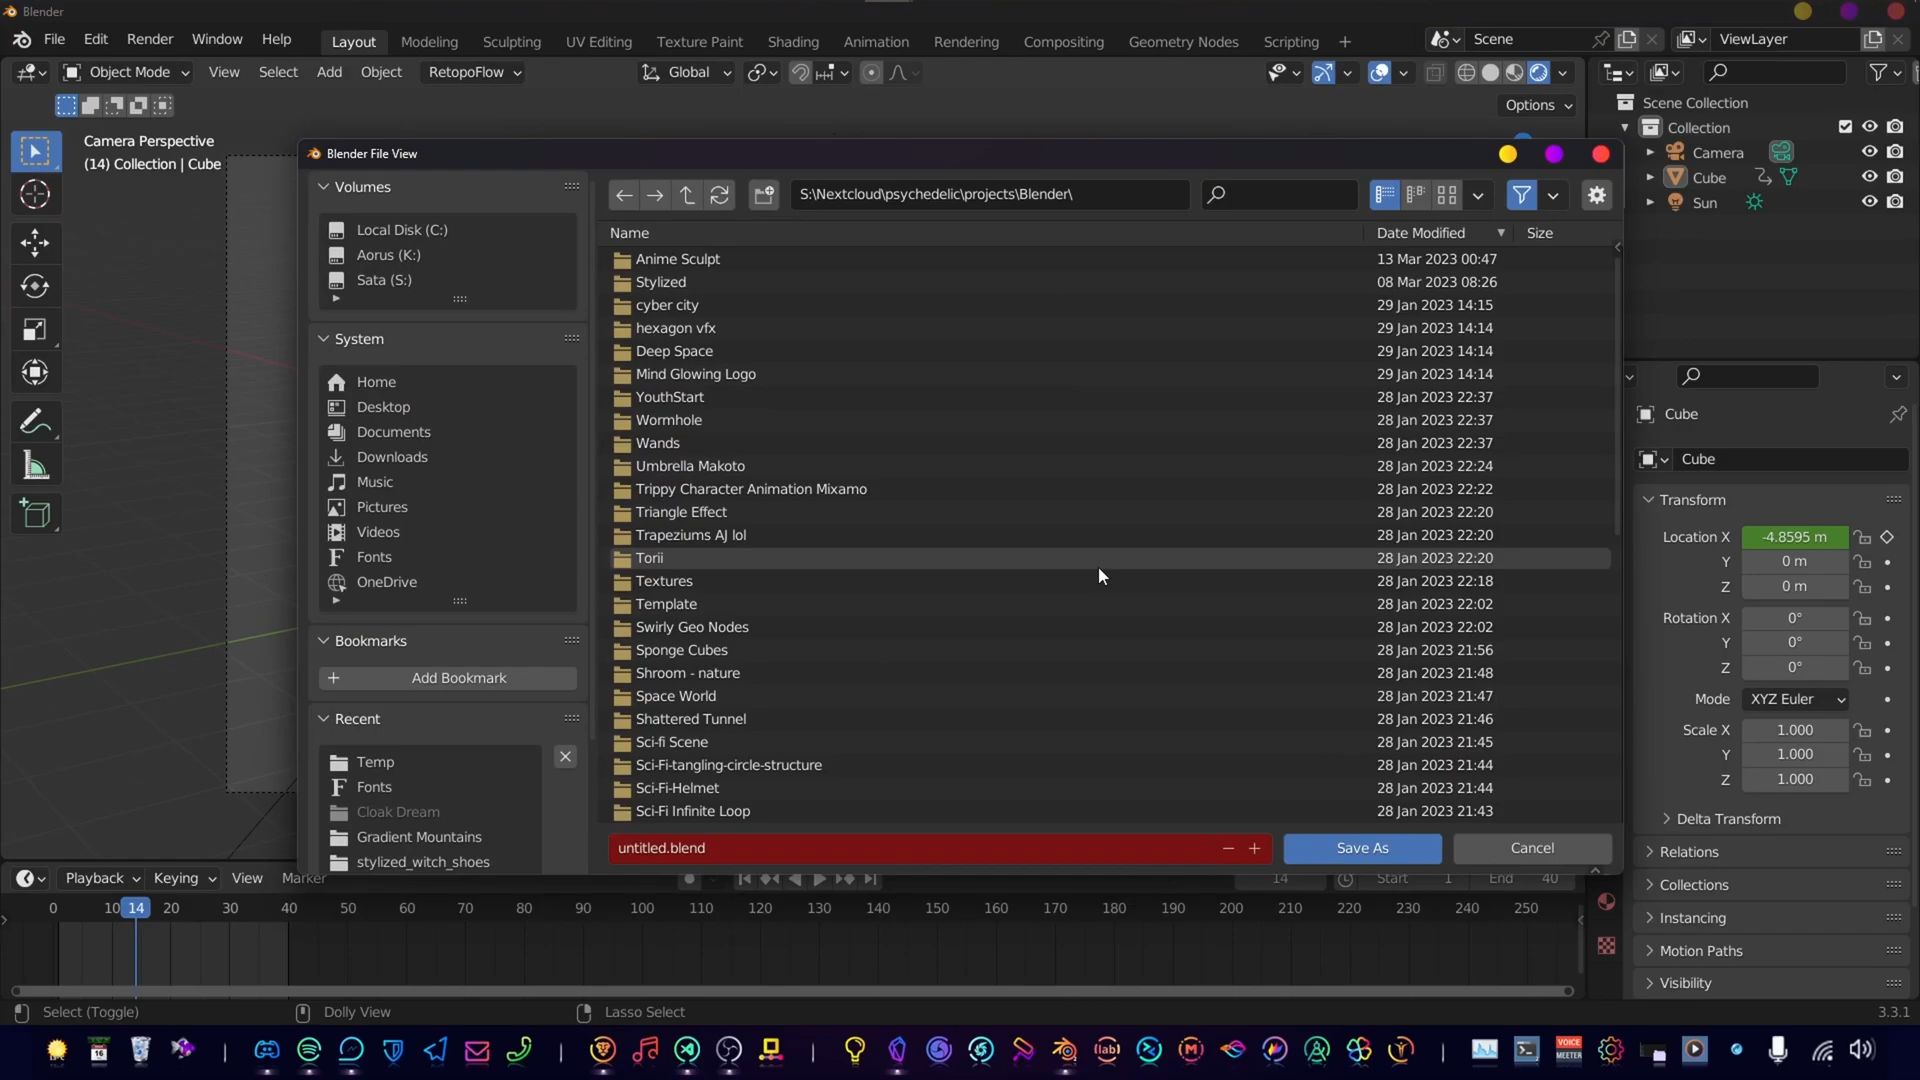 Blender
File Edit Render Window Help Layout Modeling Sculpting UV Editing Texture Paint Shading Animation Rendering Compositing Geometry Nodes Scripting + Scene ViewLayer
Object Mode View Select Add Object RetopoFlow Global
Options
Scene Collection
Collection
Camera
Cube
Sun
Camera Perspective
(14) Collection | Cube
Blender File View
Volumes
Local Disk (C:)
Aorus (K:)
Sata (S:)
System
Home
Desktop
Documents
Downloads
Music
Pictures
Videos
Fonts
OneDrive
Bookmarks
Add Bookmark
Recent
Temp
Fonts
Cloak Dream
Gradient Mountains
stylized_witch_shoes
S:\Nextcloud\psychedelic\projects\Blender\
Name Date Modified Size
Anime Sculpt 13 Mar 2023 00:47
Stylized 08 Mar 2023 08:26
cyber city 29 Jan 2023 14:15
hexagon vfx 29 Jan 2023 14:14
Deep Space 29 Jan 2023 14:14
Mind Glowing Logo 29 Jan 2023 14:14
YouthStart 28 Jan 2023 22:37
Wormhole 28 Jan 2023 22:37
Wands 28 Jan 2023 22:37
Umbrella Makoto 28 Jan 2023 22:24
Trippy Character Animation Mixamo 28 Jan 2023 22:22
Triangle Effect 28 Jan 2023 22:20
Trapeziums AJ lol 28 Jan 2023 22:20
Torii 28 Jan 2023 22:20
Textures 28 Jan 2023 22:18
Template 28 Jan 2023 22:02
Swirly Geo Nodes 28 Jan 2023 22:02
Sponge Cubes 28 Jan 2023 21:56
Shroom - nature 28 Jan 2023 21:48
Space World 28 Jan 2023 21:47
Shattered Tunnel 28 Jan 2023 21:46
Sci-fi Scene 28 Jan 2023 21:45
Sci-Fi-tangling-circle-structure 28 Jan 2023 21:44
Sci-Fi-Helmet 28 Jan 2023 21:44
Sci-Fi Infinite Loop 28 Jan 2023 21:43
untitled.blend − + Save As Cancel
Cube
Cube
Transform
Location X -4.8595 m
Y 0 m
Z 0 m
Rotation X 0°
Y 0°
Z 0°
Mode XYZ Euler
Scale X 1.000
Y 1.000
Z 1.000
Delta Transform
Relations
Collections
Instancing
Motion Paths
Visibility
Playback Keying View Marker 14 Start 1 End 40
0 10 14 20 30 40 50 60 70 80 90 100 110 120 130 140 150 160 170 180 190 200 210 220 230 240 250
Select (Toggle) Dolly View Lasso Select 3.3.1
16 lab VOICE
MEETER